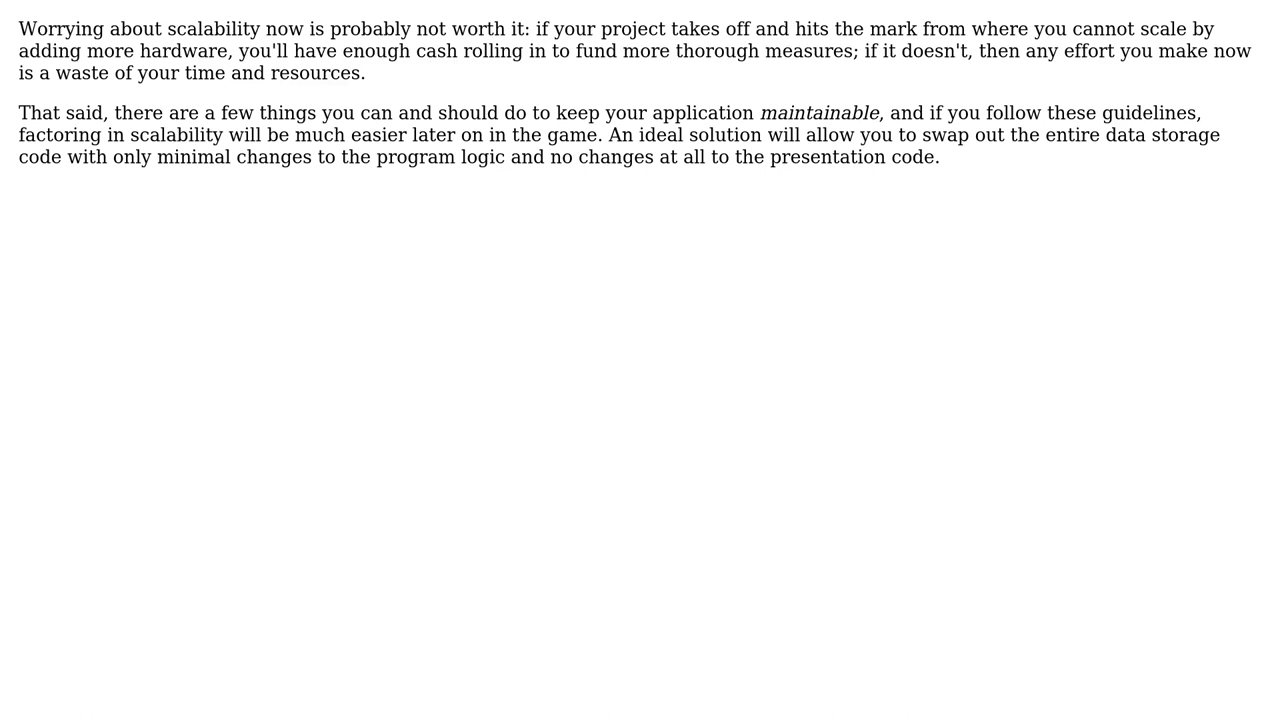 Worrying about scalability now is probably not worth it: if your project takes off and hits the mark from where you cannot scale by
adding more hardware, you'll have enough cash rolling in to fund more thorough measures; if it doesn't, then any effort you make now
is a waste of your time and resources.
That said, there are a few things you can and should do to keep your application maintainable, and if you follow these guidelines,
factoring in scalability will be much easier later on in the game. An ideal solution will allow you to swap out the entire data storage
code with only minimal changes to the program logic and no changes at all to the presentation code.